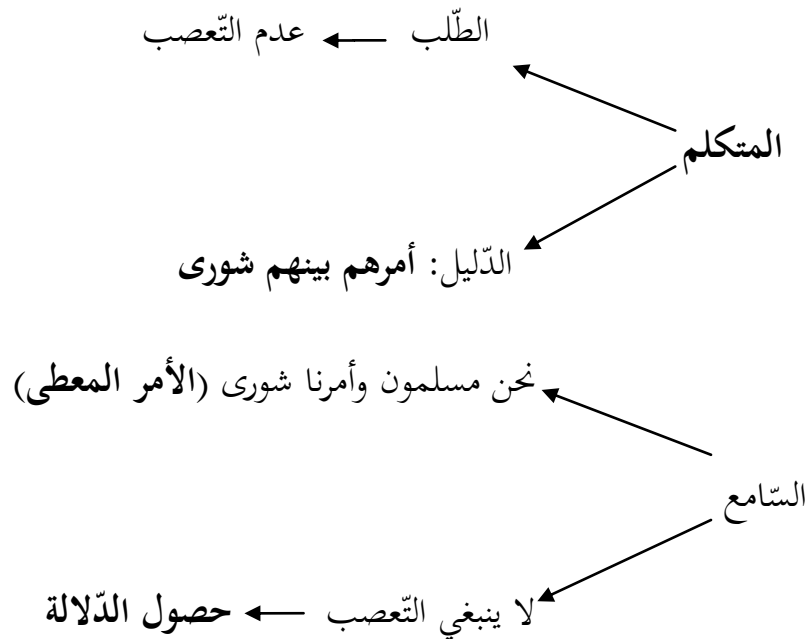 الطّلب ← عدم التّعصب
المتكلم
الدّليل: أمرهم بينهم شورى
نحن مسلمون وأمرنا شورى (الأمر المعطى)
السّامع
لا ينبغي التّعصب ← حصول الدّلالة